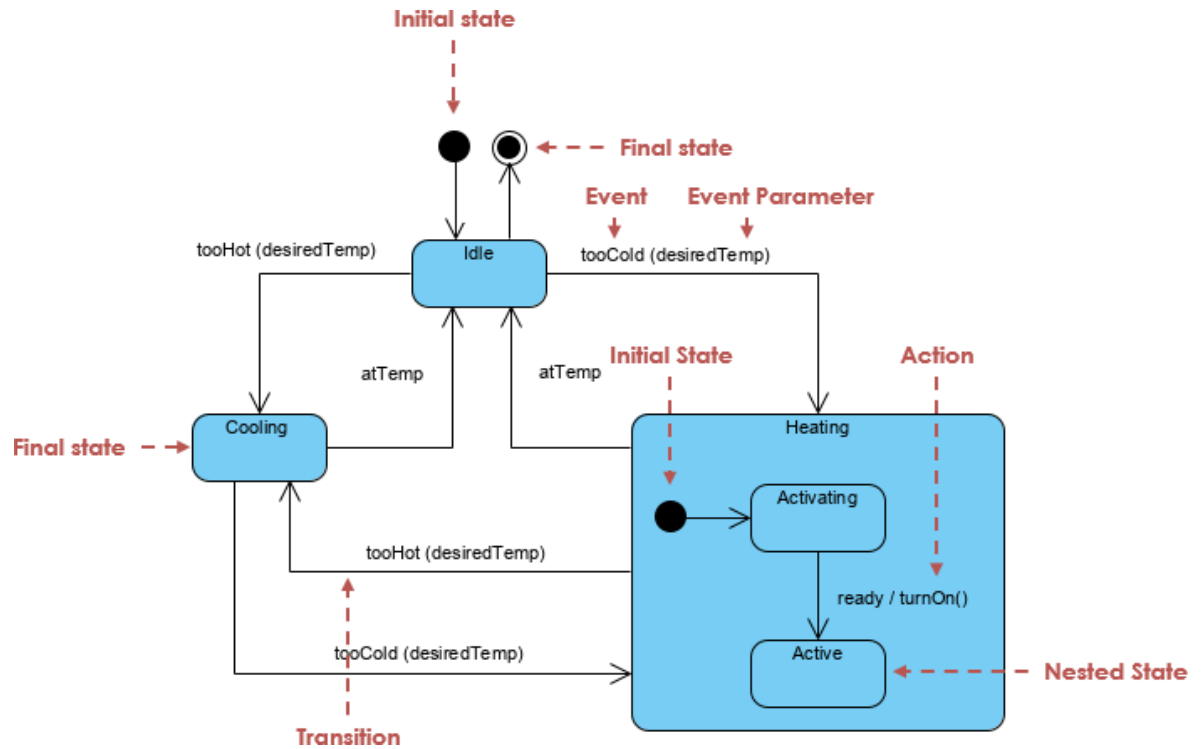 Initial state
Final state
Event
Event Parameter
tooHot (desiredTemp)
Idle
tooCold (desiredTemp)
Initial State
Action
atTemp
atTemp
Cooling
Heating
Final state
Activating
tooHot (desiredTemp)
ready / turnOn()
tooCold (desiredTemp)
Active
Nested State
Transition